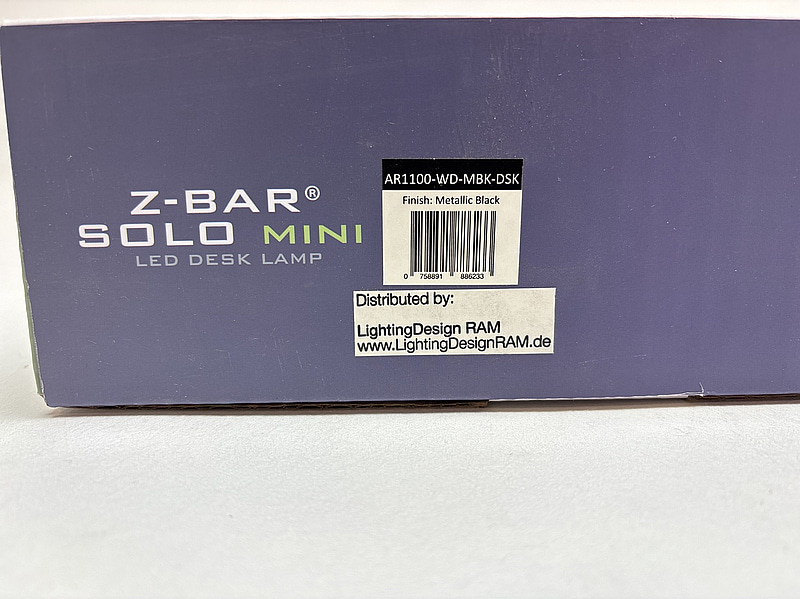 Z-BAR®
SOLO MINI
LED DESK LAMP
AR1100-WD-MBK-DSK
Finish: Metallic Black
0 758891 886233
Distributed by:
LightingDesign RAM
www.LightingDesignRAM.de